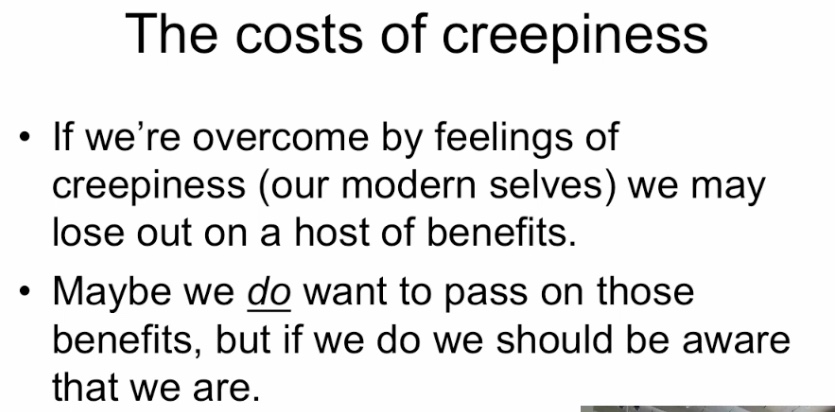 The costs of creepiness
• If we're overcome by feelings of
creepiness (our modern selves) we may
lose out on a host of benefits.
• Maybe we do want to pass on those
benefits, but if we do we should be aware
that we are.